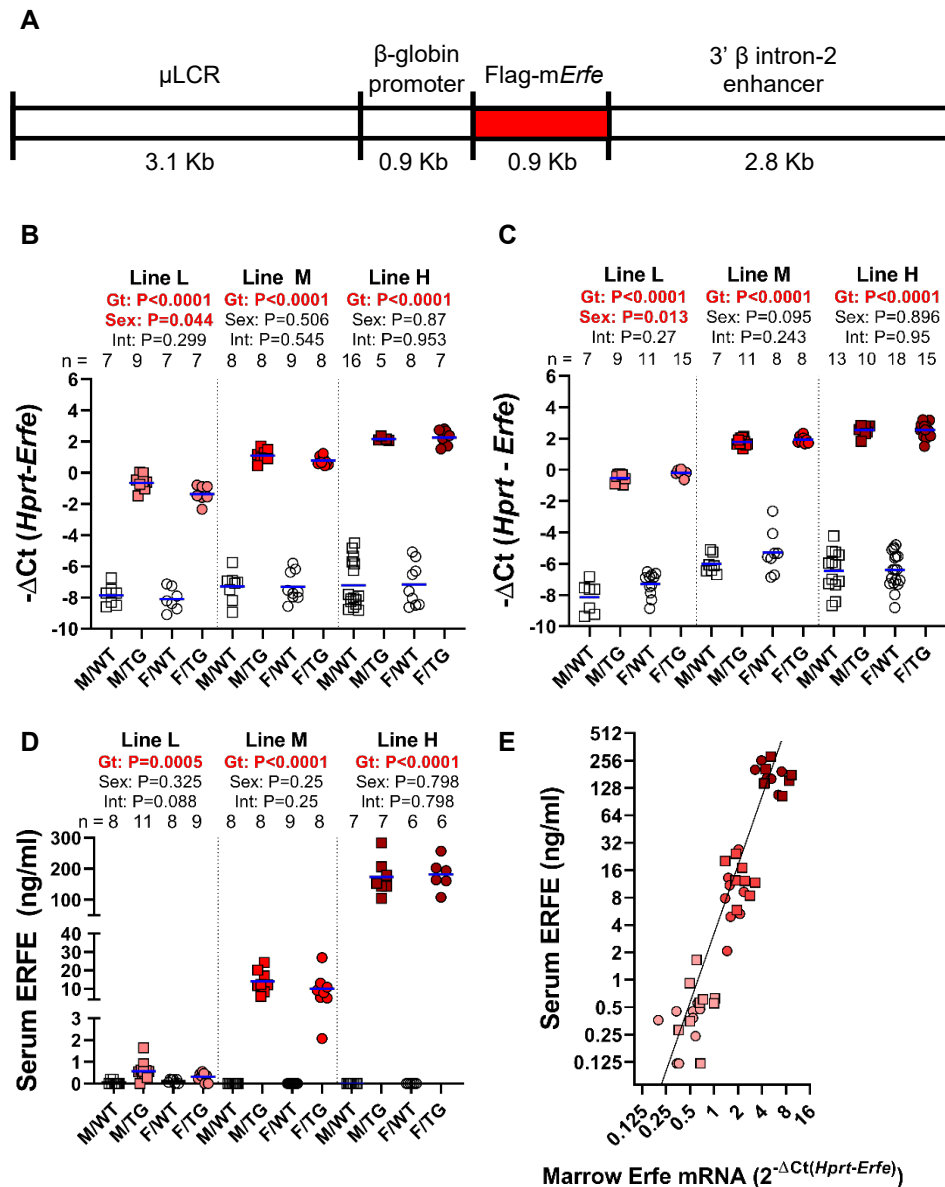 A
μLCR
β-globin
promoter
Flag-mErfe
3’ β intron-2
enhancer
3.1 Kb
0.9 Kb
0.9 Kb
2.8 Kb
B
Line L
Line M
Line H
Gt: P<0.0001
Gt: P<0.0001
Gt: P<0.0001
Sex: P=0.044
Sex: P=0.506
Sex: P=0.87
Int: P=0.299
Int: P=0.545
Int: P=0.953
n = 7 9 7 7 8 8 8 8 16 5 8 7
-ΔCt (Hprt-Erfe)
6
4
2
0
-2
-4
-6
-8
-10
M/WT M/TG F/WT F/TG M/WT M/TG F/WT F/TG M/WT M/TG F/WT F/TG
C
Line L
Line M
Line H
Gt: P<0.0001
Gt: P<0.0001
Gt: P<0.0001
Sex: P=0.013
Sex: P=0.095
Sex: P=0.896
Int: P=0.27
Int: P=0.243
Int: P=0.95
n = 7 9 11 15 7 11 8 8 13 10 18 15
-ΔCt (Hprt - Erfe)
6
4
2
0
-2
-4
-6
-8
-10
M/WT M/TG F/WT F/TG M/WT M/TG F/WT F/TG M/WT M/TG F/WT F/TG
D
Line L
Line M
Line H
Gt: P=0.0005
Gt: P<0.0001
Gt: P<0.0001
Sex: P=0.325
Sex: P=0.25
Sex: P=0.798
Int: P=0.088
Int: P=0.25
Int: P=0.798
n = 8 11 8 9 8 8 9 8 7 7 6 6
Serum ERFE (ng/ml)
300
200
100
40
30
20
10
3
2
1
0
M/WT M/TG F/WT F/TG M/WT M/TG F/WT F/TG M/WT M/TG F/WT F/TG
E
Serum ERFE (ng/ml)
512
256
128
64
32
16
8
4
2
1
0.5
0.25
0.125
0.125 0.25 0.5 1 2 4 8 16
Marrow Erfe mRNA (2-ΔCt(Hprt-Erfe))